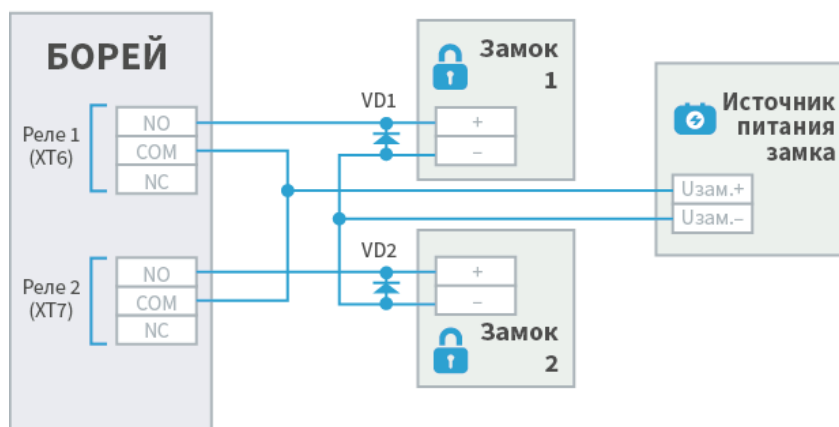 БОРЕЙ
Реле 1
(XT6)
NO
COM
NC
Реле 2
(XT7)
NO
COM
NC
VD1
VD2
Замок
1
+
–
+
–
Замок
2
Источник
питания
замка
Uзам.+
Uзам.–